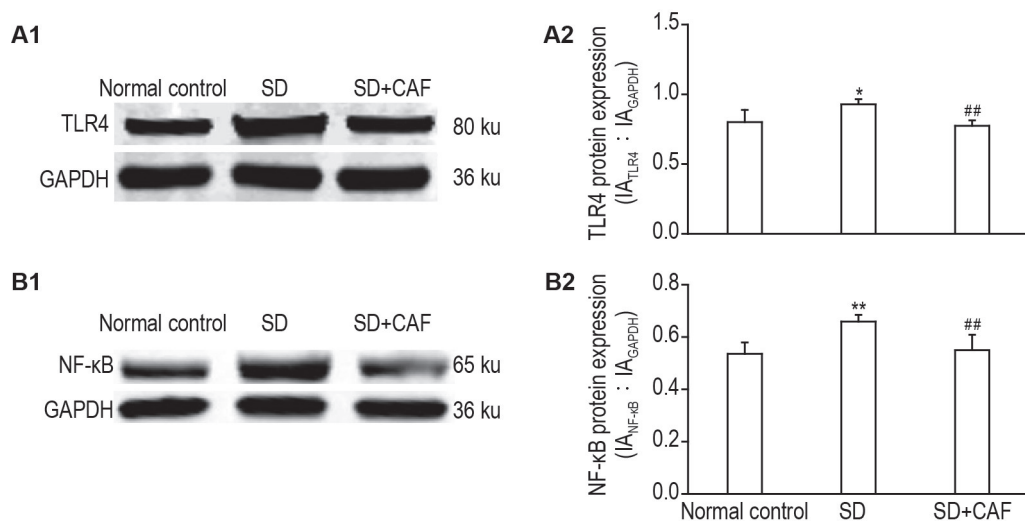 A1
Normal control SD SD+CAF
TLR4 80 ku
GAPDH 36 ku
A2
TLR4 protein expression
(IA_TLR4 : IA_GAPDH)
1.5
1.0
0.5
0.0
* ##
B1
Normal control SD SD+CAF
NF-κB 65 ku
GAPDH 36 ku
B2
NF-κB protein expression
(IA_NF-κB : IA_GAPDH)
0.8
0.6
0.4
0.2
0.0
** ##
Normal control SD SD+CAF